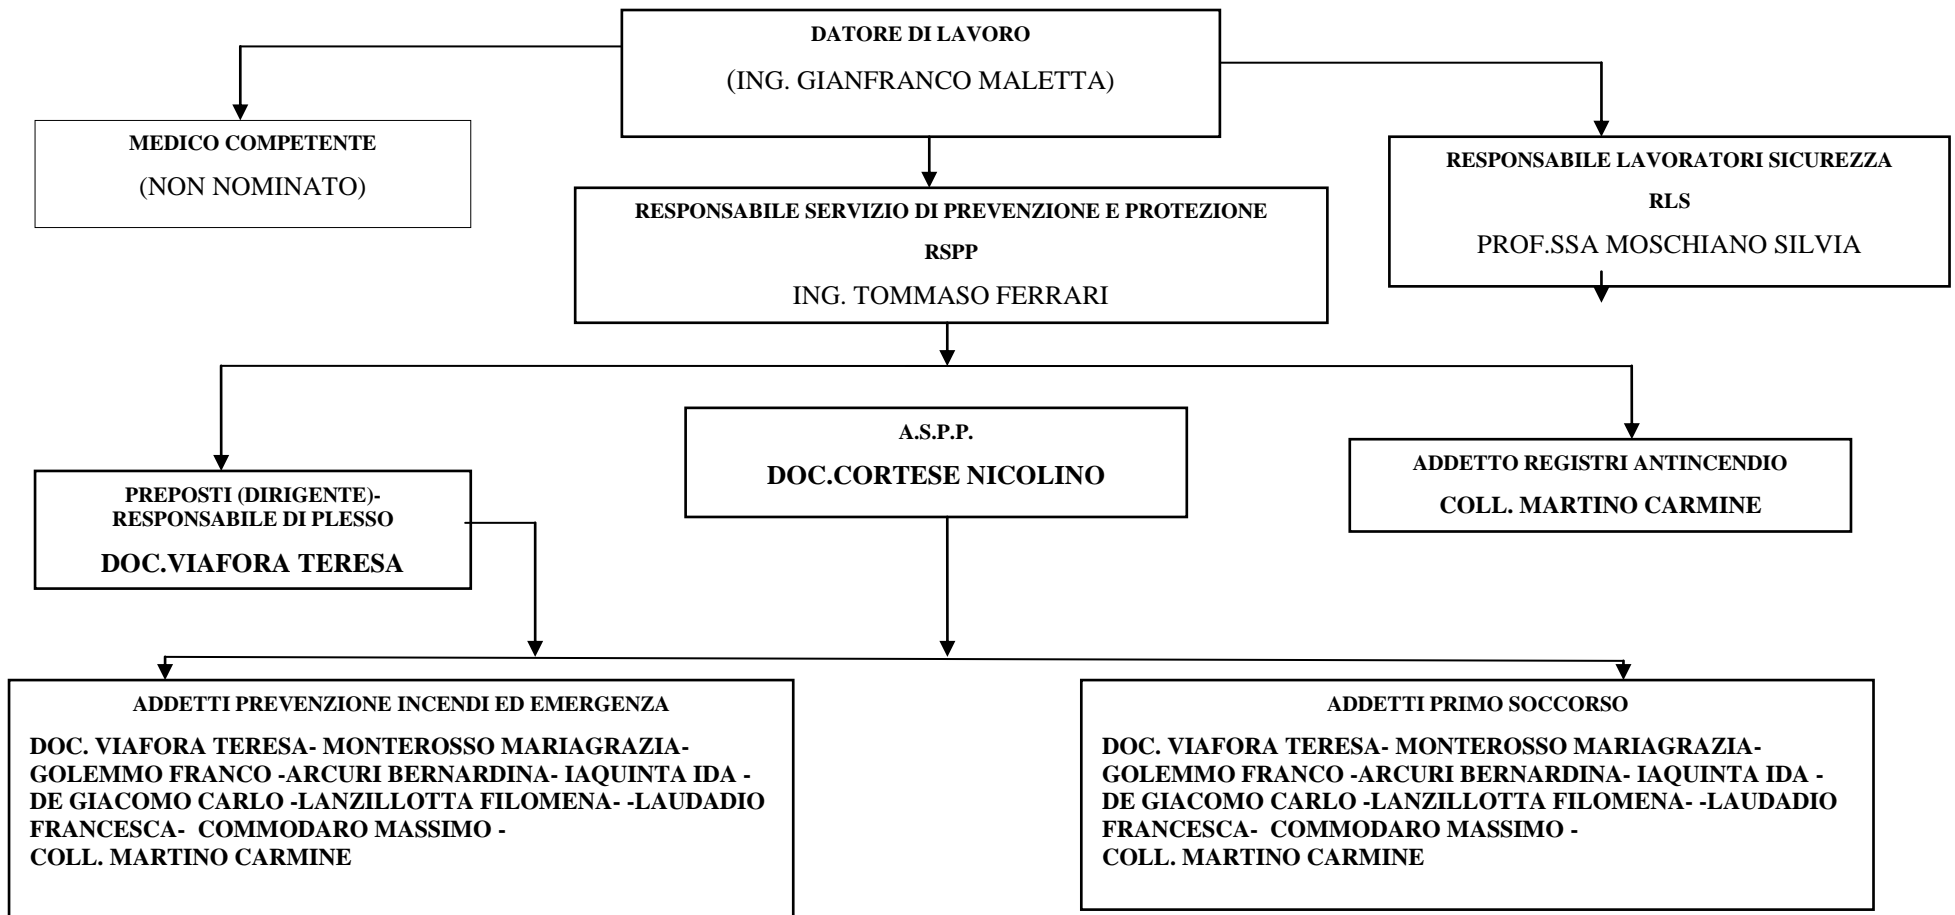 DATORE DI LAVORO
(ING. GIANFRANCO MALETTA)
MEDICO COMPETENTE
(NON NOMINATO)
RESPONSABILE LAVORATORI SICUREZZA
RLS
PROF.SSA MOSCHIANO SILVIA
RESPONSABILE SERVIZIO DI PREVENZIONE E PROTEZIONE
RSPP
ING. TOMMASO FERRARI
A.S.P.P.
DOC.CORTESE NICOLINO
PREPOSTI (DIRIGENTE)-
RESPONSABILE DI PLESSO
DOC.VIAFORA TERESA
ADDETTO REGISTRI ANTINCENDIO
COLL. MARTINO CARMINE
ADDETTI PREVENZIONE INCENDI ED EMERGENZA
DOC. VIAFORA TERESA- MONTEROSSO MARIAGRAZIA-
GOLEMMO FRANCO -ARCURI BERNARDINA- IAQUINTA IDA -
DE GIACOMO CARLO -LANZILLOTTA FILOMENA- -LAUDADIO
FRANCESCA-  COMMODARO MASSIMO -
COLL. MARTINO CARMINE
ADDETTI PRIMO SOCCORSO
DOC. VIAFORA TERESA- MONTEROSSO MARIAGRAZIA-
GOLEMMO FRANCO -ARCURI BERNARDINA- IAQUINTA IDA -
DE GIACOMO CARLO -LANZILLOTTA FILOMENA- -LAUDADIO
FRANCESCA-  COMMODARO MASSIMO -
COLL. MARTINO CARMINE